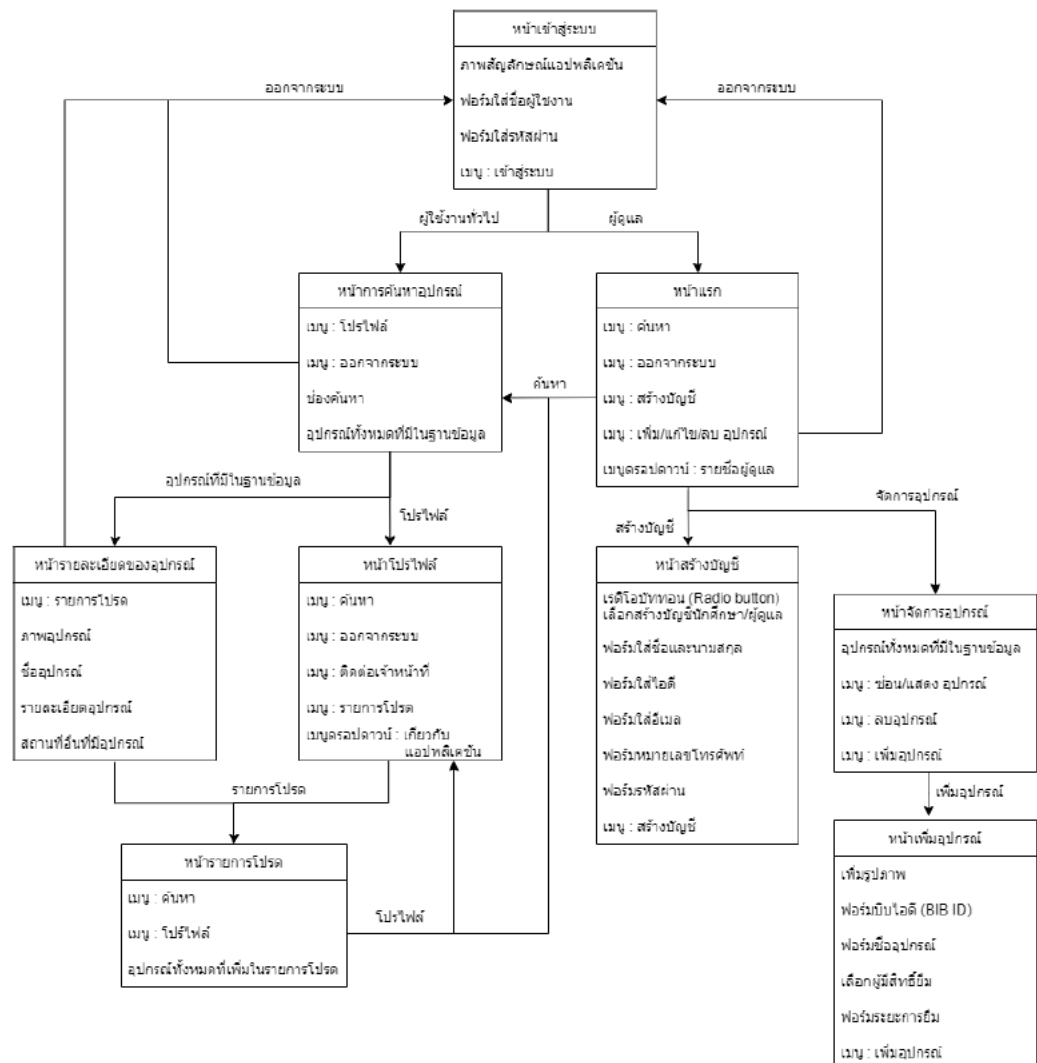 หน้าเข้าสู่ระบบ
ภาพสัญลักษณ์แอปพลิเคชัน
ฟอร์มใส่ชื่อผู้ใช้งาน
ฟอร์มใส่รหัสผ่าน
เมนู : เข้าสู่ระบบ
ออกจากระบบ
ออกจากระบบ
ผู้ใช้งานทั่วไป
ผู้ดูแล
หน้าการค้นหาอุปกรณ์
เมนู : โปรไฟล์
เมนู : ออกจากระบบ
ช่องค้นหา
อุปกรณ์ทั้งหมดที่มีในฐานข้อมูล
ค้นหา
หน้าแรก
เมนู : ค้นหา
เมนู : ออกจากระบบ
เมนู : สร้างบัญชี
เมนู : เพิ่ม/แก้ไข/ลบ อุปกรณ์
เมนูดรอปดาวน์ : รายชื่อผู้ดูแล
อุปกรณ์ที่มีในฐานข้อมูล
โปรไฟล์
สร้างบัญชี
จัดการอุปกรณ์
หน้ารายละเอียดของอุปกรณ์
เมนู : รายการโปรด
ภาพอุปกรณ์
ชื่ออุปกรณ์
รายละเอียดอุปกรณ์
สถานที่อื่นที่มีอุปกรณ์
หน้าโปรไฟล์
เมนู : ค้นหา
เมนู : ออกจากระบบ
เมนู : ติดต่อเจ้าหน้าที่
เมนู : รายการโปรด
เมนูดรอปดาวน์ : เกี่ยวกับ
แอปพลิเคชัน
หน้าสร้างบัญชี
เรดิโอบัททอน (Radio button)
เลือกสร้างบัญชีนักศึกษา/ผู้ดูแล
ฟอร์มใส่ชื่อและนามสกุล
ฟอร์มใส่ไอดี
ฟอร์มใส่อีเมล
ฟอร์มหมายเลขโทรศัพท์
ฟอร์มรหัสผ่าน
เมนู : สร้างบัญชี
หน้าจัดการอุปกรณ์
อุปกรณ์ทั้งหมดที่มีในฐานข้อมูล
เมนู : ซ่อน/แสดง อุปกรณ์
เมนู : ลบอุปกรณ์
เมนู : เพิ่มอุปกรณ์
รายการโปรด
เพิ่มอุปกรณ์
หน้ารายการโปรด
เมนู : ค้นหา
เมนู : โปรไฟล์
อุปกรณ์ทั้งหมดที่เพิ่มในรายการโปรด
โปรไฟล์
หน้าเพิ่มอุปกรณ์
เพิ่มรูปภาพ
ฟอร์มบิบไอดี (BIB ID)
ฟอร์มชื่ออุปกรณ์
เลือกผู้มีสิทธิ์ยืม
ฟอร์มระยะการยืม
เมนู : เพิ่มอุปกรณ์